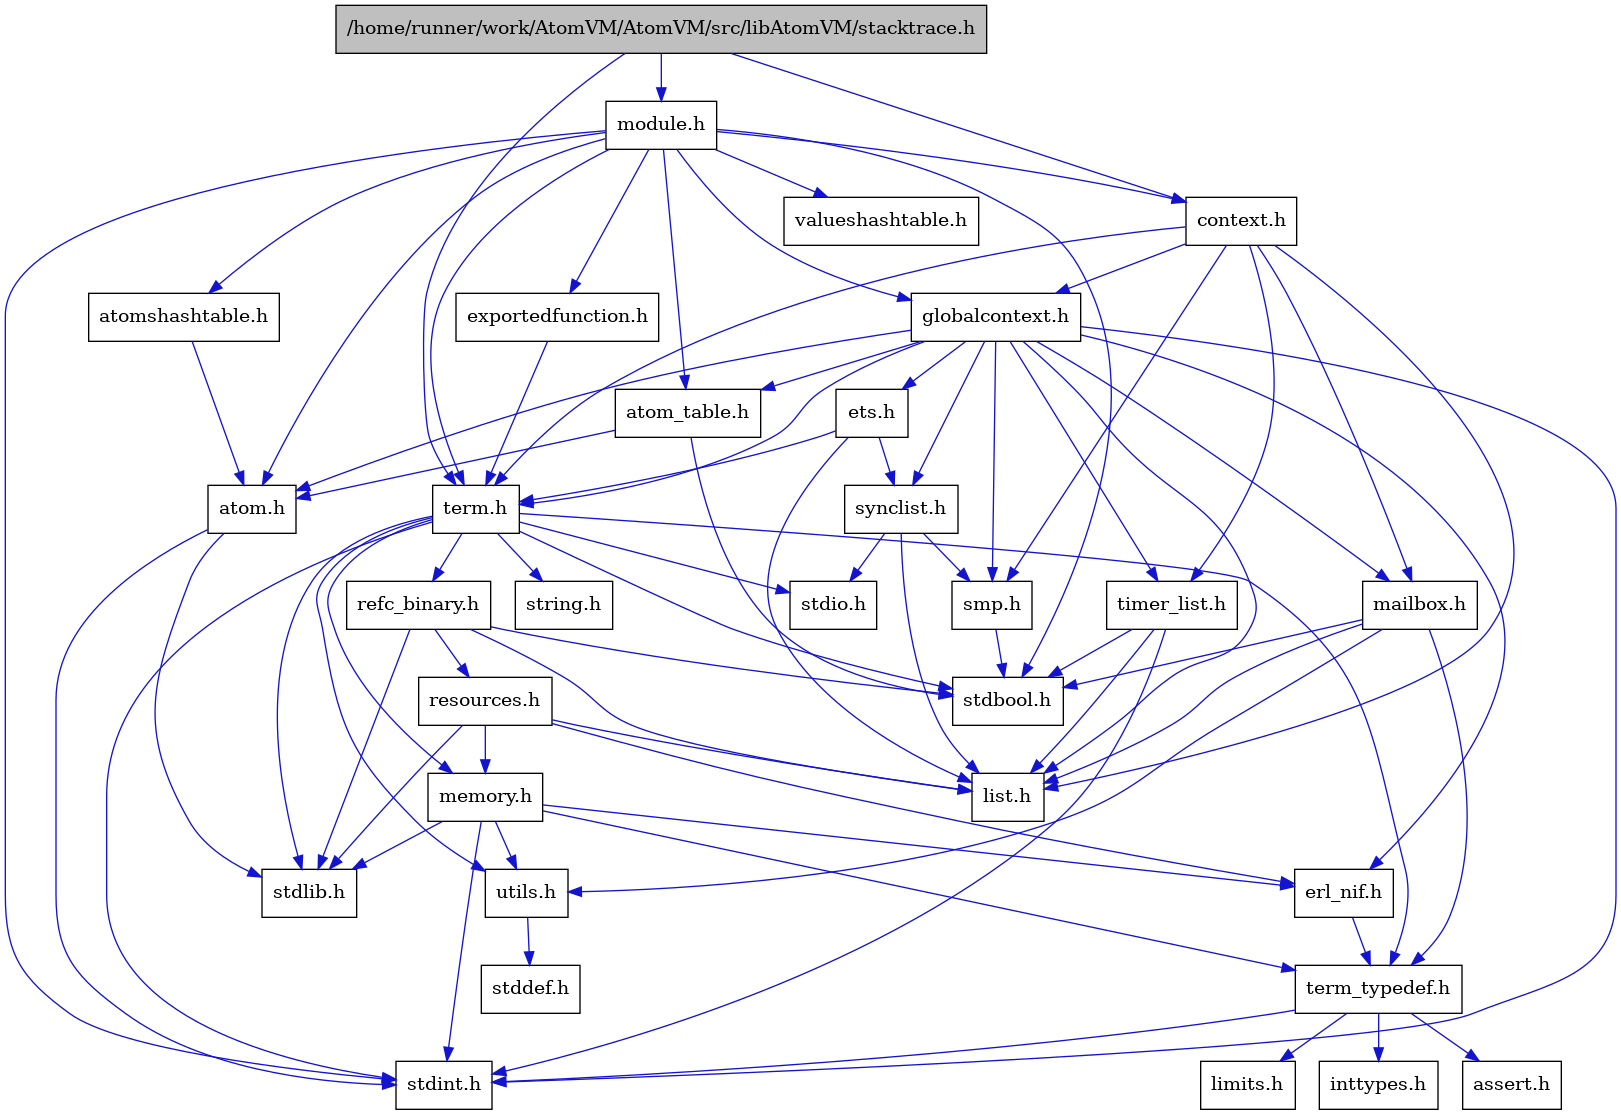 /home/runner/work/AtomVM/AtomVM/src/libAtomVM/stacktrace.h
module.h
valueshashtable.h
context.h
atomshashtable.h
exportedfunction.h
globalcontext.h
atom_table.h
ets.h
atom.h
term.h
synclist.h
refc_binary.h
string.h
stdio.h
smp.h
timer_list.h
mailbox.h
resources.h
stdbool.h
memory.h
list.h
stdlib.h
utils.h
erl_nif.h
stddef.h
term_typedef.h
stdint.h
limits.h
inttypes.h
assert.h